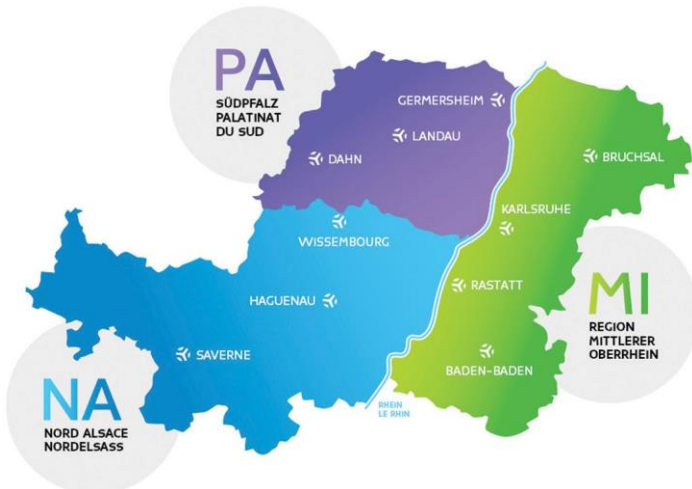 PA
SÜDPFALZ
PALATINAT
DU SUD
GERMERSHEIM
LANDAU
DAHN
BRUCHSAL
KARLSRUHE
WISSEMBOURG
HAGUENAU
RASTATT
SAVERNE
BADEN-BADEN
MI
REGION
MITTLERER
OBERRHEIN
NA
NORD ALSACE
NORDELSASS
RHEIN
LE RHIN